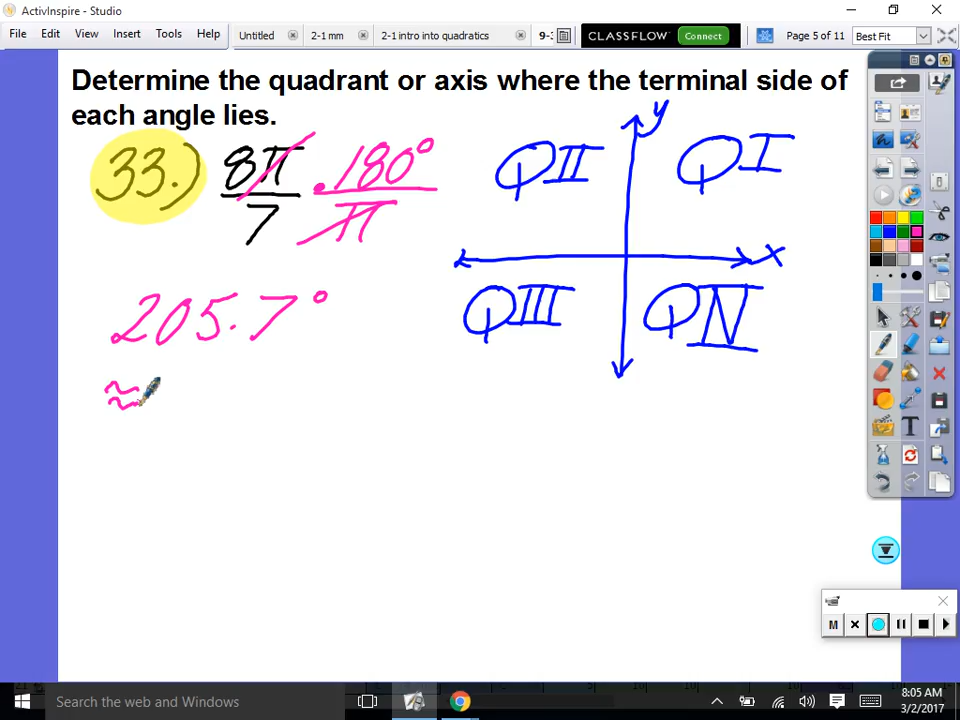 ActivInspire - Studio
File Edit View Insert Tools Help
Untitled 2-1 mm 2-1 intro into quadratics 9-3
CLASSFLOW Connect
Page 5 of 11 Best Fit
Determine the quadrant or axis where the terminal side of
each angle lies.
33.) 8π/7 · 180°/π
205.7°
≈
y
QII QI
x
QIII QIV
T
M
Search the web and Windows
8:05 AM
3/2/2017